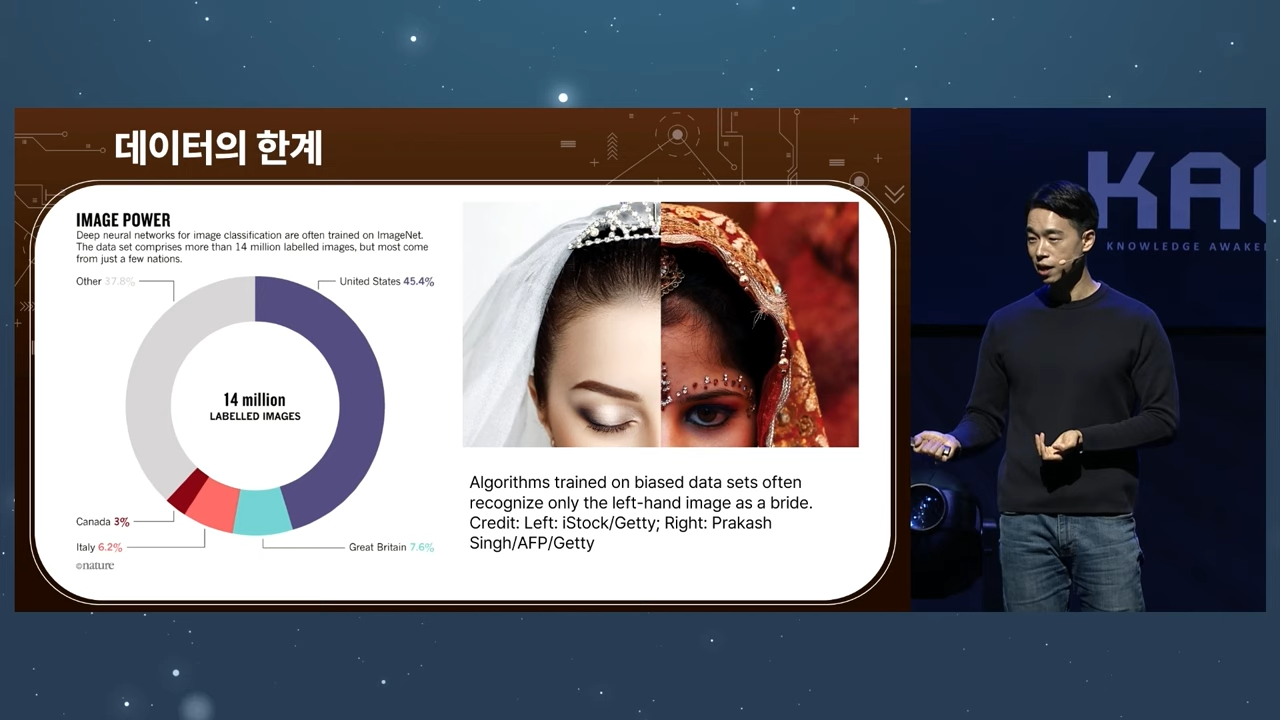 데이터의 한계
IMAGE POWER
Deep neural networks for image classification are often trained on ImageNet.
The data set comprises more than 14 million labelled images, but most come
from just a few nations.
Other 37.8%
United States 45.4%
14 million
LABELLED IMAGES
Canada 3%
Italy 6.2%
Great Britain 7.6%
©nature
Algorithms trained on biased data sets often
recognize only the left-hand image as a bride.
Credit: Left: iStock/Getty; Right: Prakash
Singh/AFP/Getty
KAO
KNOWLEDGE AWAKE